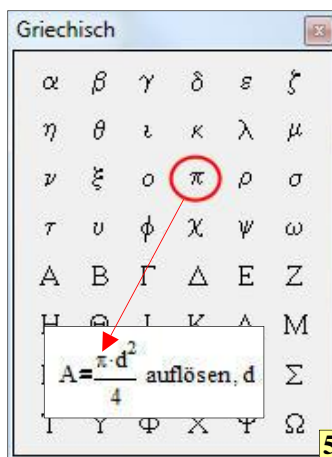 Griechisch
α β γ δ ε ζ
η θ ι κ λ μ
ν ξ ο π ρ σ
τ υ ϕ χ ψ ω
Α Β Γ Δ Ε Ζ
Η Θ Ι Κ Λ Μ
A=π·d²/4 auflösen, d
Σ
Τ Υ Φ Χ Ψ Ω
5